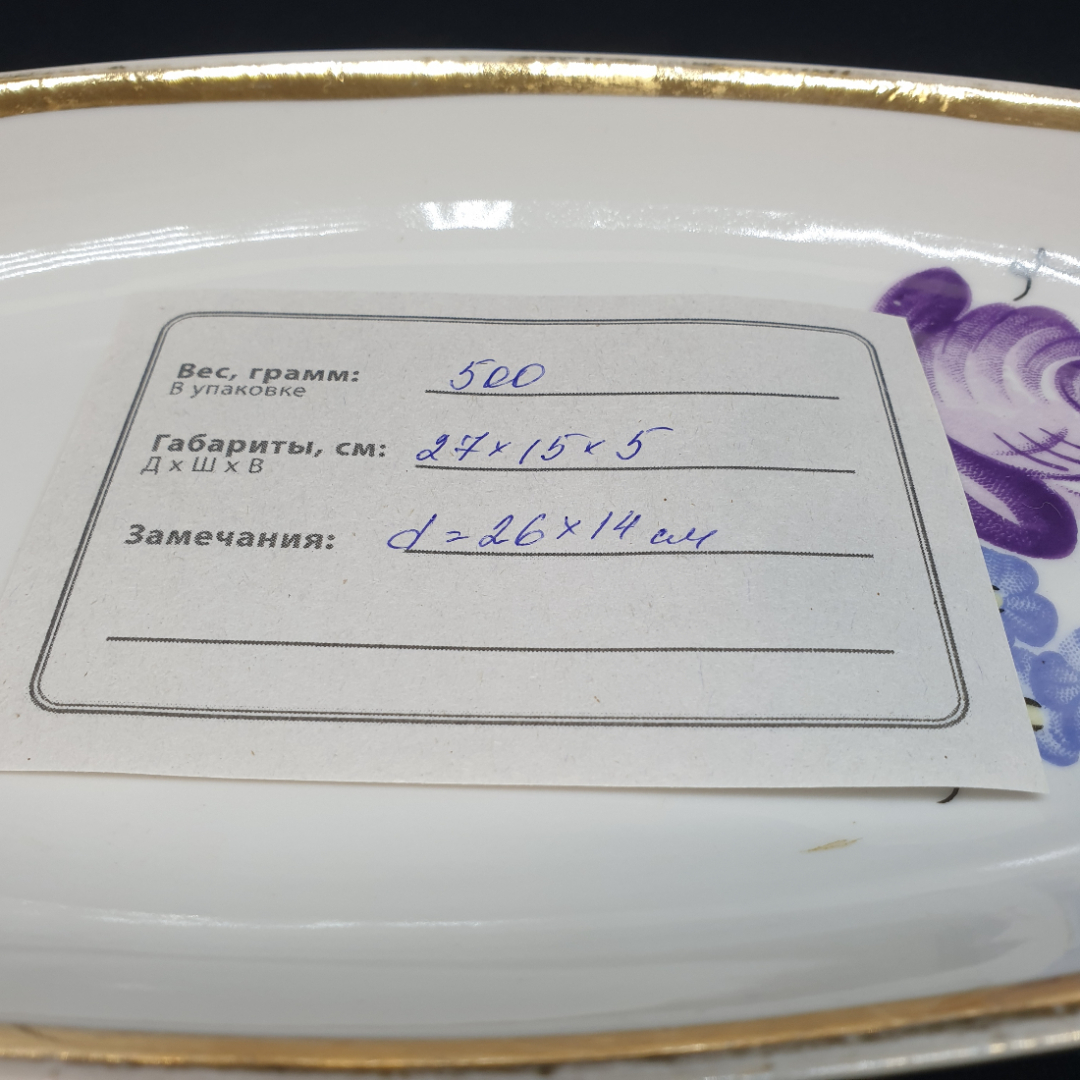 Вес, грамм: 500
В упаковке
Габариты, см: 27 x 15 x 5
Д х Ш х В
Замечания: d = 26 x 14 см